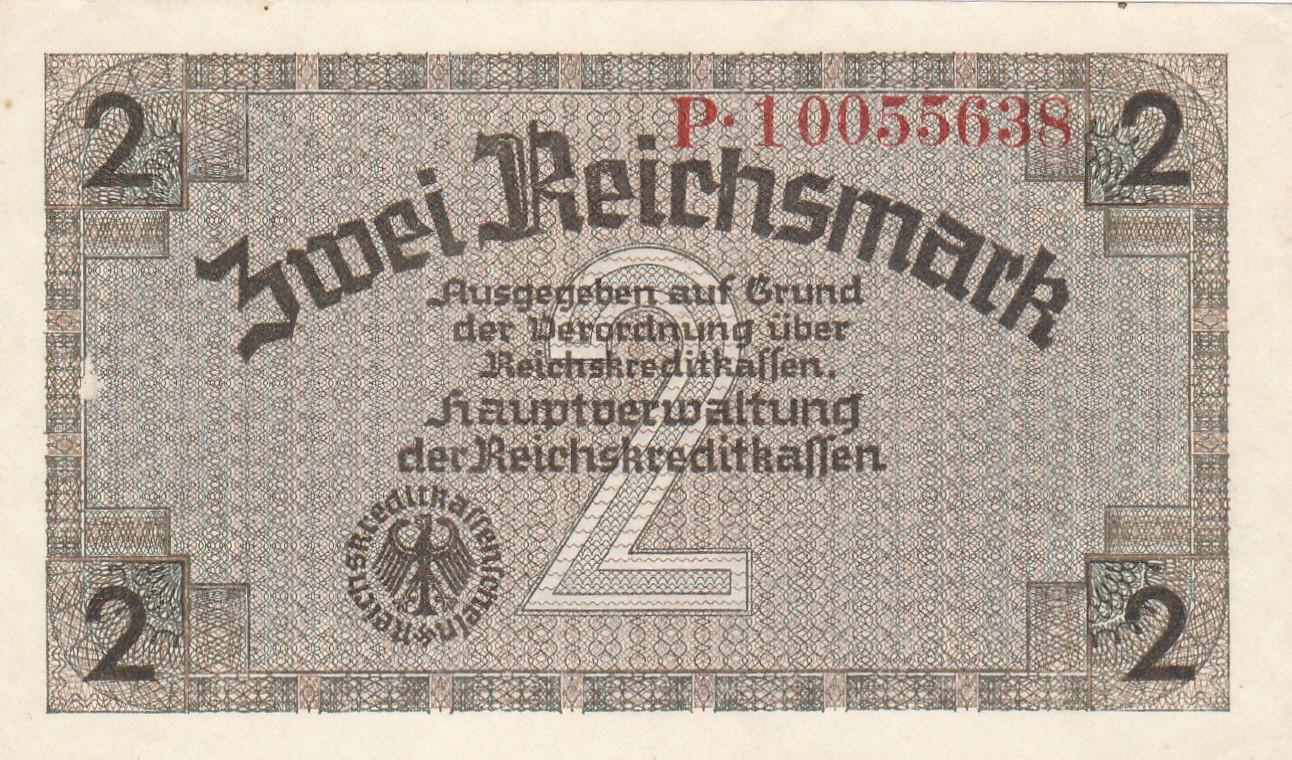 2
2
P·10055638
Zwei Reichsmark
Ausgegeben auf Grund
der Verordnung über
Reichskreditkaſſen.
Hauptverwaltung
der Reichskreditkaſſen
2
Reichskreditkaſſenſchein
2
2